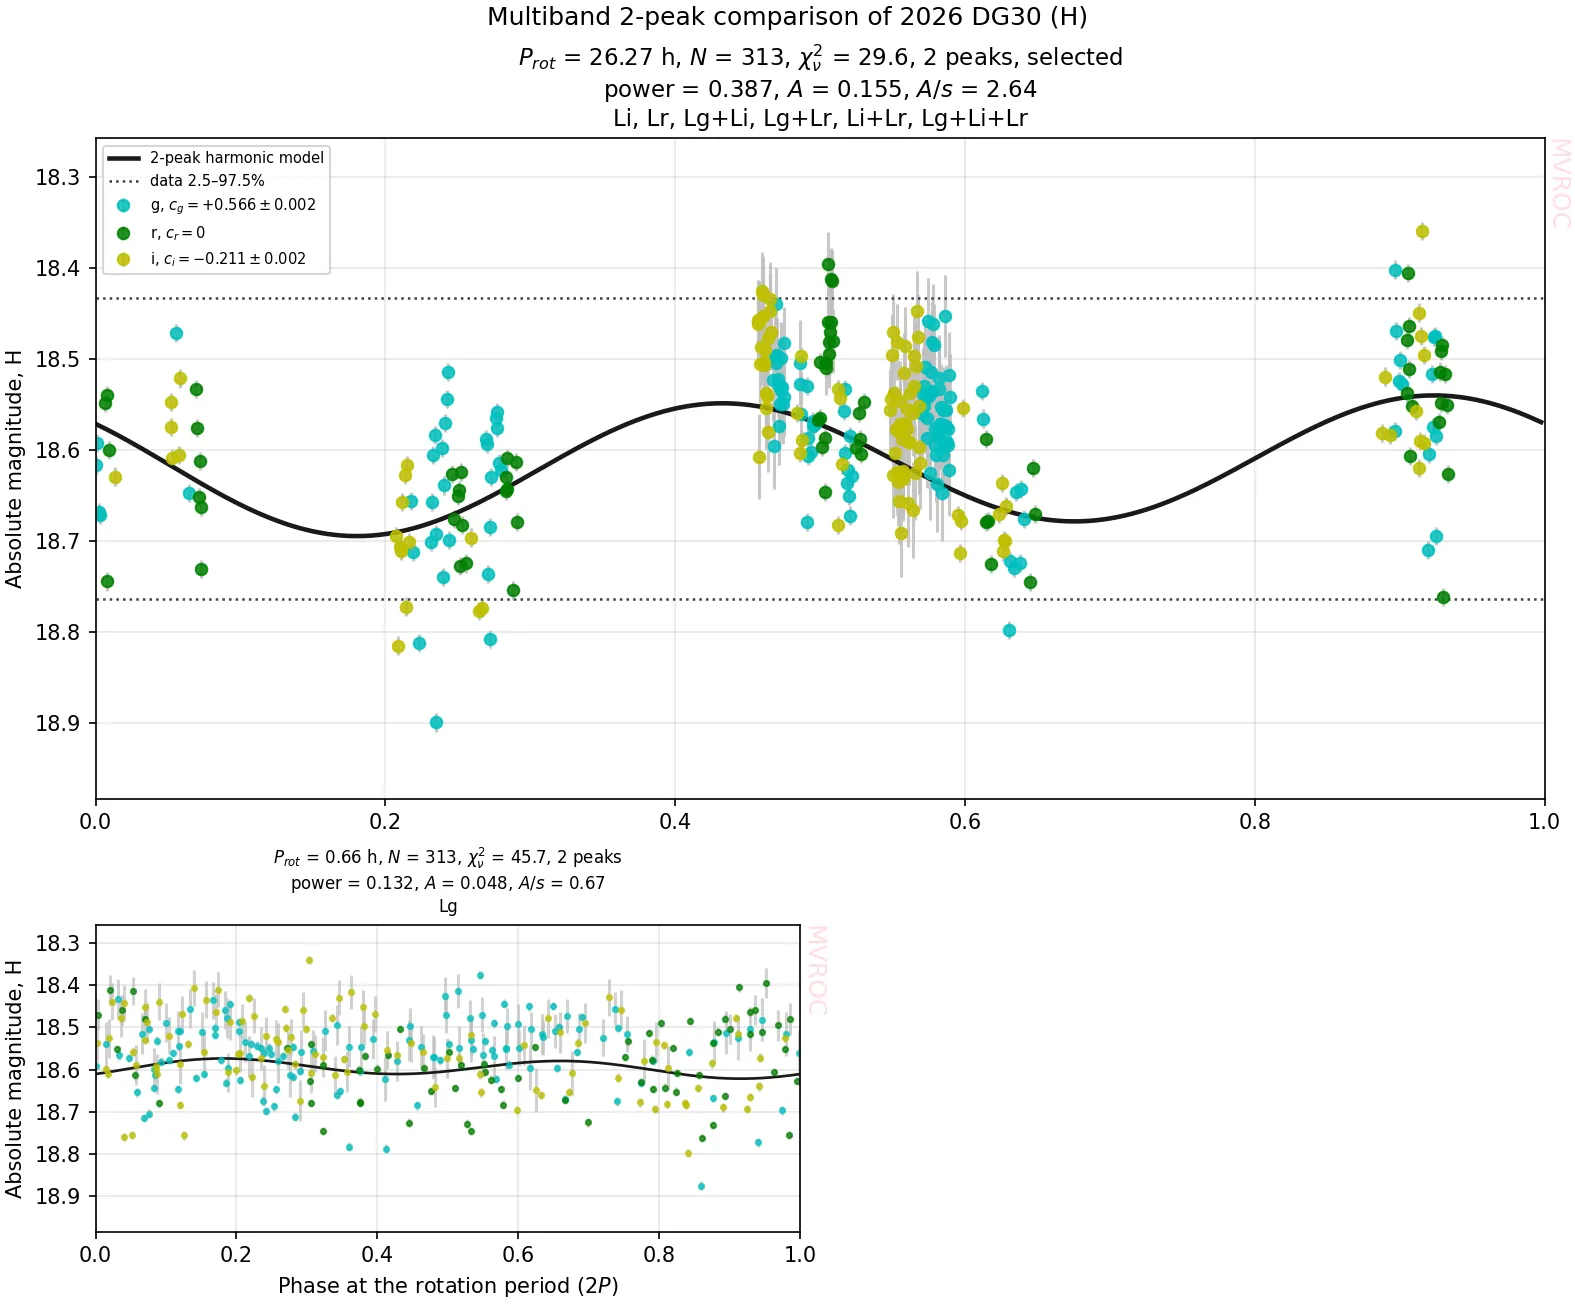 Multiband 2-peak comparison of 2026 DG30 (H)
P_rot = 26.27 h, N = 313, χ²_ν = 29.6, 2 peaks, selected
power = 0.387, A = 0.155, A/s = 2.64
Li, Lr, Lg+Li, Lg+Lr, Li+Lr, Lg+Li+Lr
2-peak harmonic model
data 2.5–97.5%
g, c_g = +0.566 ± 0.002
r, c_r = 0
i, c_i = −0.211 ± 0.002
MVROC
Absolute magnitude, H
18.3
18.4
18.5
18.6
18.7
18.8
18.9
0.0 0.2 0.4 0.6 0.8 1.0
P_rot = 0.66 h, N = 313, χ²_ν = 45.7, 2 peaks
power = 0.132, A = 0.048, A/s = 0.67
Lg
MVROC
Absolute magnitude, H
18.3
18.4
18.5
18.6
18.7
18.8
18.9
0.0 0.2 0.4 0.6 0.8 1.0
Phase at the rotation period (2P)